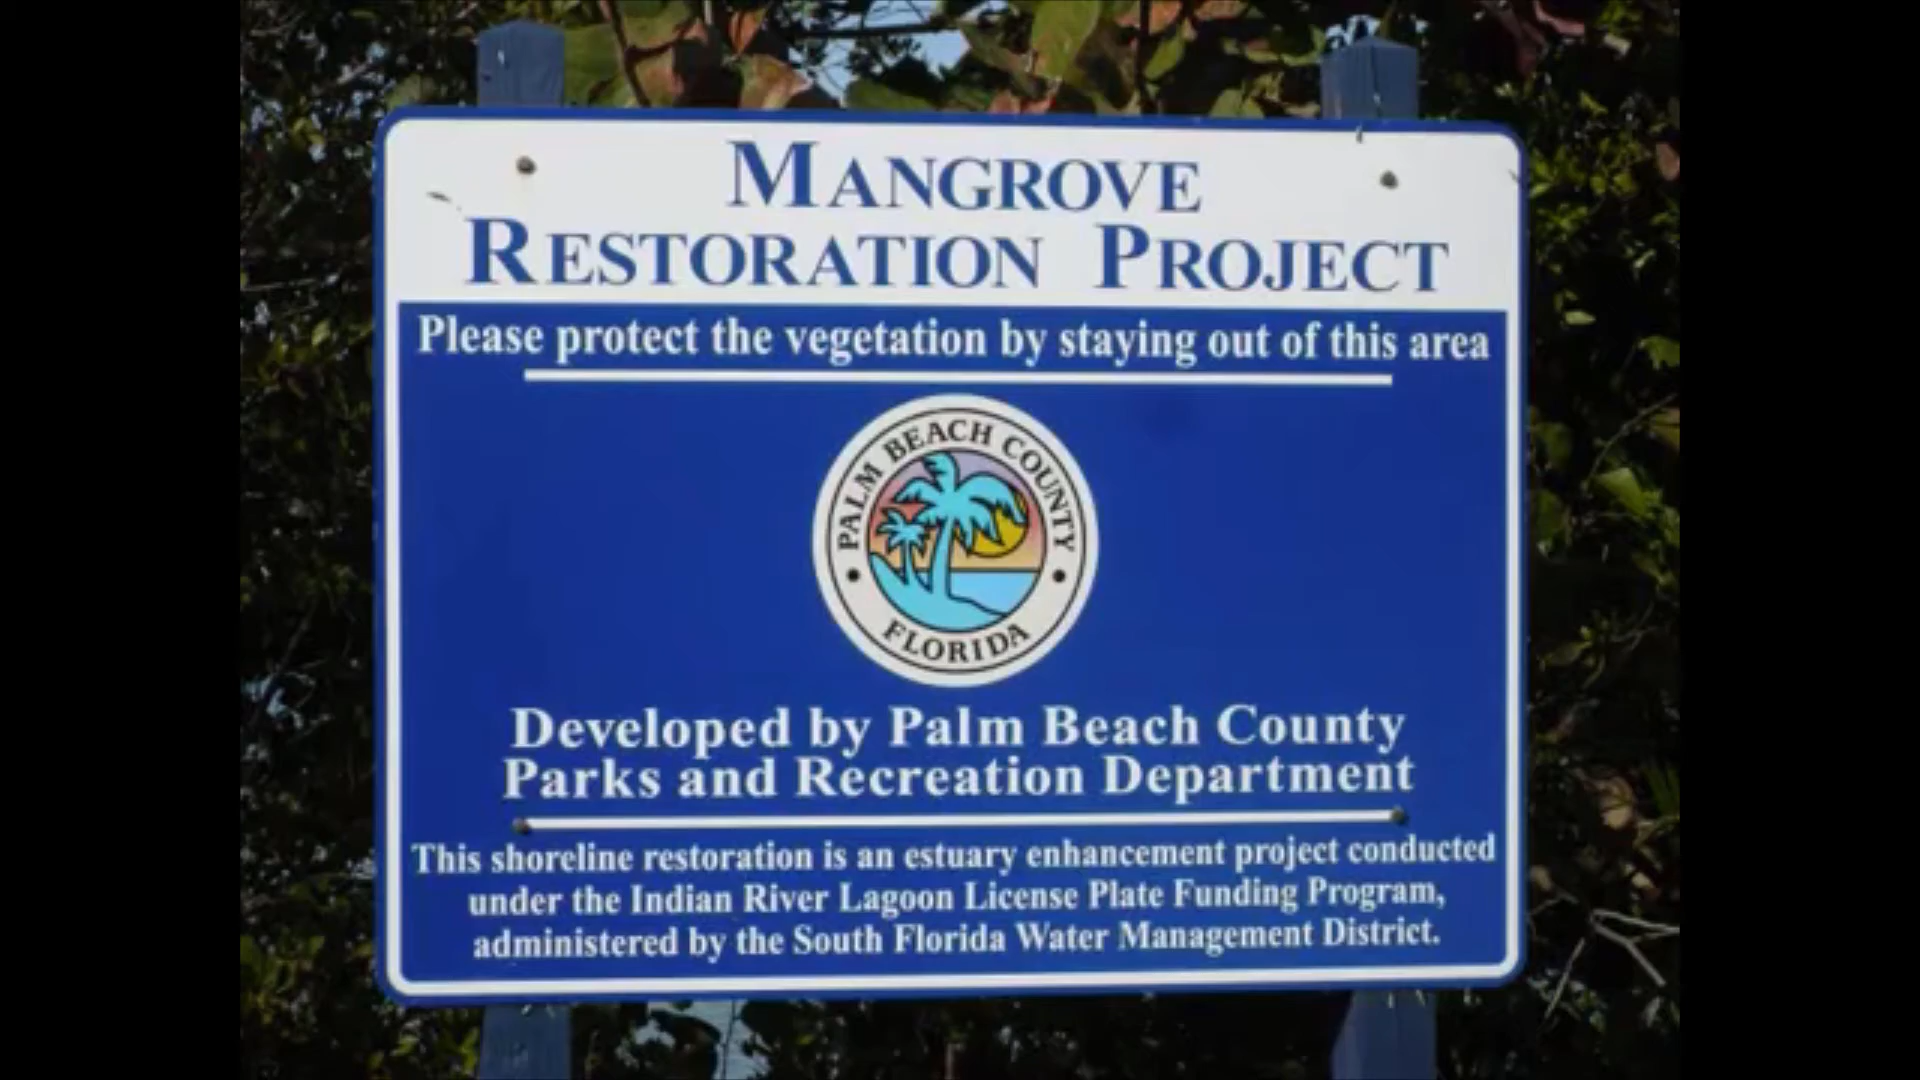 MANGROVE
RESTORATION PROJECT
Please protect the vegetation by staying out of this area
PALM BEACH COUNTY
FLORIDA
Developed by Palm Beach County
Parks and Recreation Department
This shoreline restoration is an estuary enhancement project conducted
under the Indian River Lagoon License Plate Funding Program,
administered by the South Florida Water Management District.